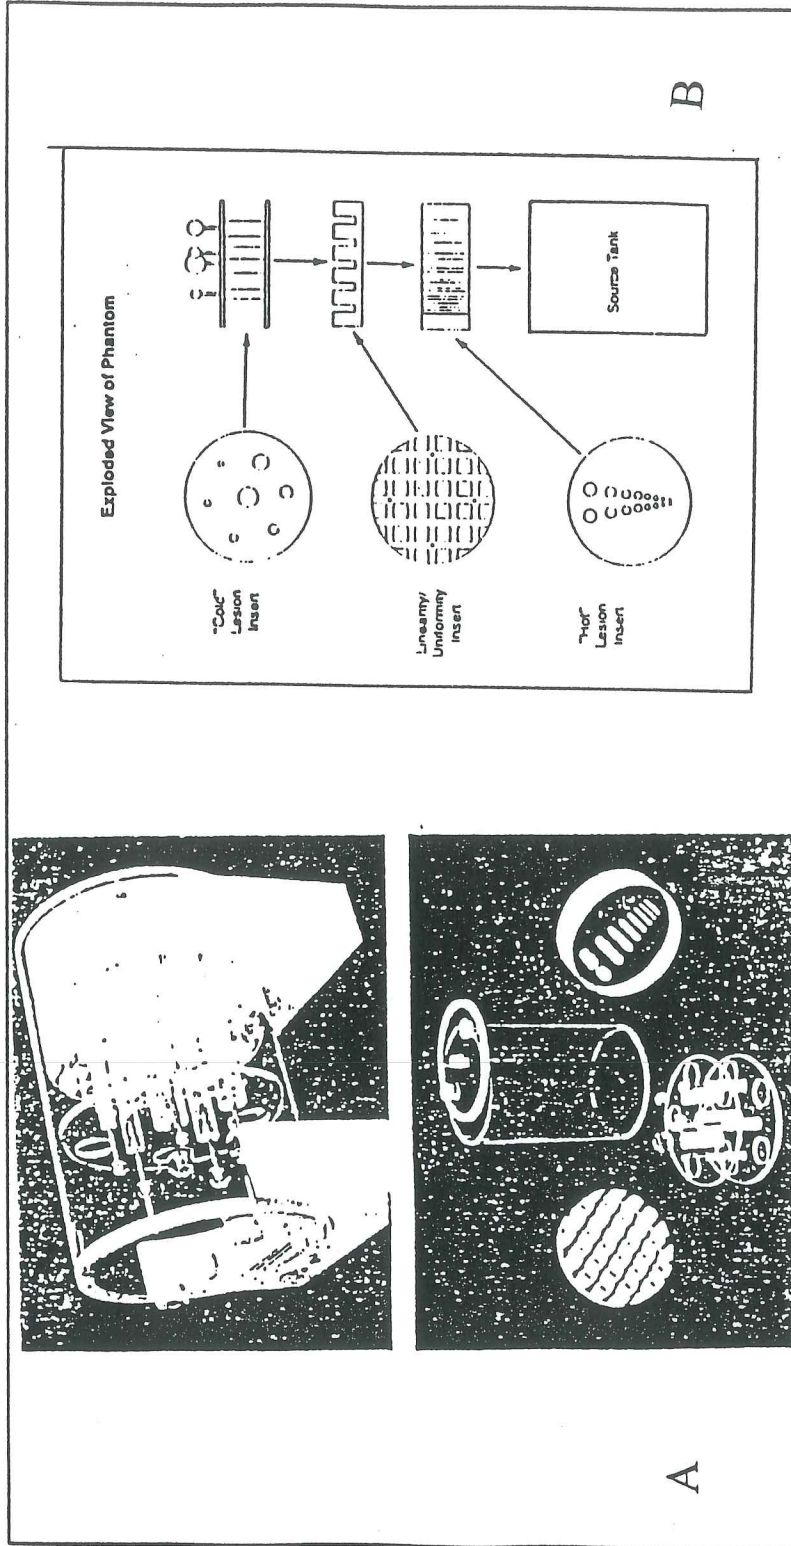 Exploded View of Phantom
"Cold"
Lesion
Insert
Linearity/
Uniformity
Insert
"Hot"
Lesion
Insert
Source Tank
A
B